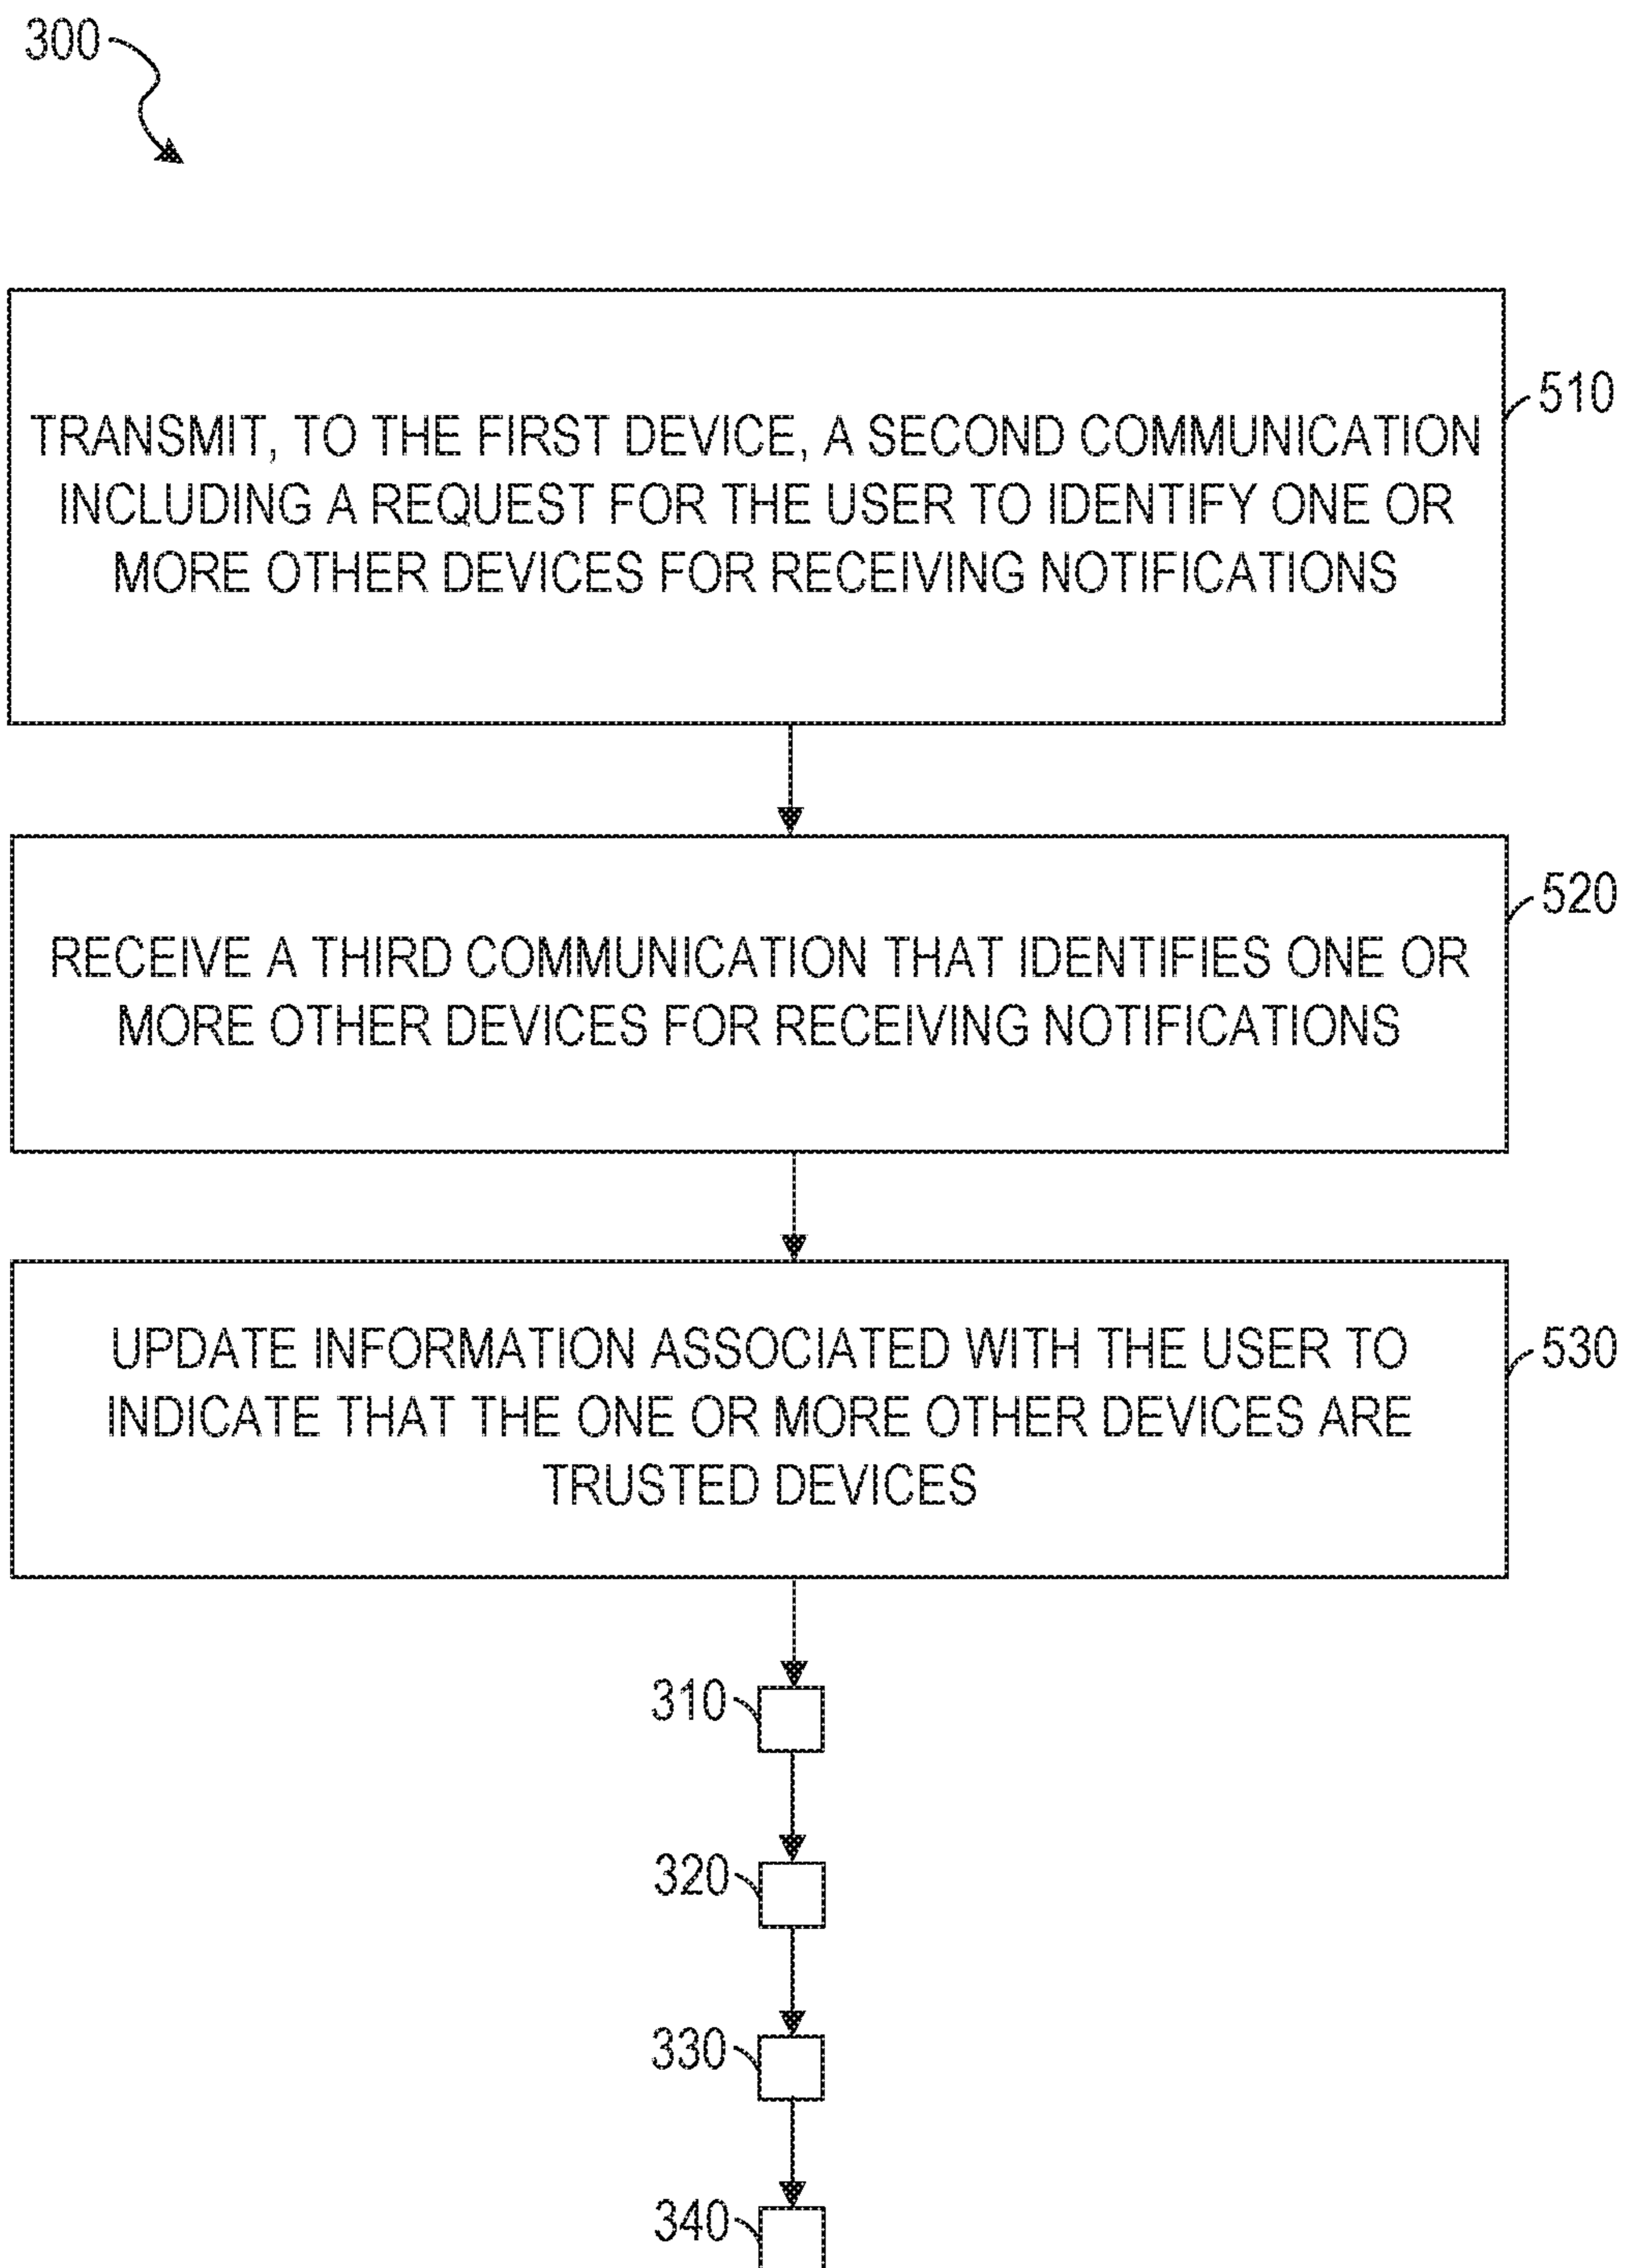 300
TRANSMIT, TO THE FIRST DEVICE, A SECOND COMMUNICATION
INCLUDING A REQUEST FOR THE USER TO IDENTIFY ONE OR
MORE OTHER DEVICES FOR RECEIVING NOTIFICATIONS
510
RECEIVE A THIRD COMMUNICATION THAT IDENTIFIES ONE OR
MORE OTHER DEVICES FOR RECEIVING NOTIFICATIONS
520
UPDATE INFORMATION ASSOCIATED WITH THE USER TO
INDICATE THAT THE ONE OR MORE OTHER DEVICES ARE
TRUSTED DEVICES
530
310
320
330
340